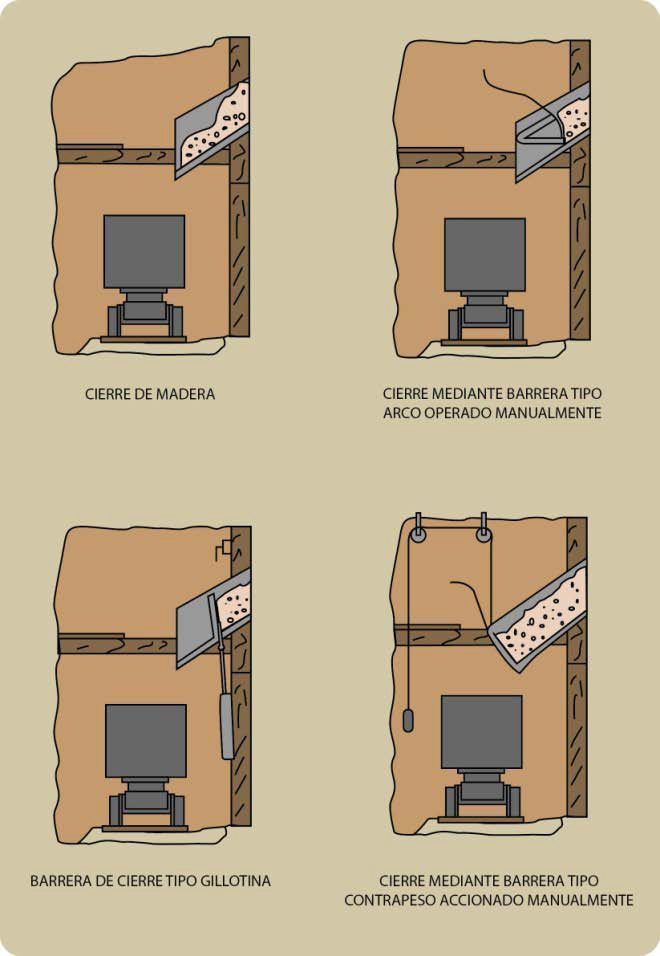 CIERRE DE MADERA
CIERRE MEDIANTE BARRERA TIPO
ARCO OPERADO MANUALMENTE
BARRERA DE CIERRE TIPO GILLOTINA
CIERRE MEDIANTE BARRERA TIPO
CONTRAPESO ACCIONADO MANUALMENTE